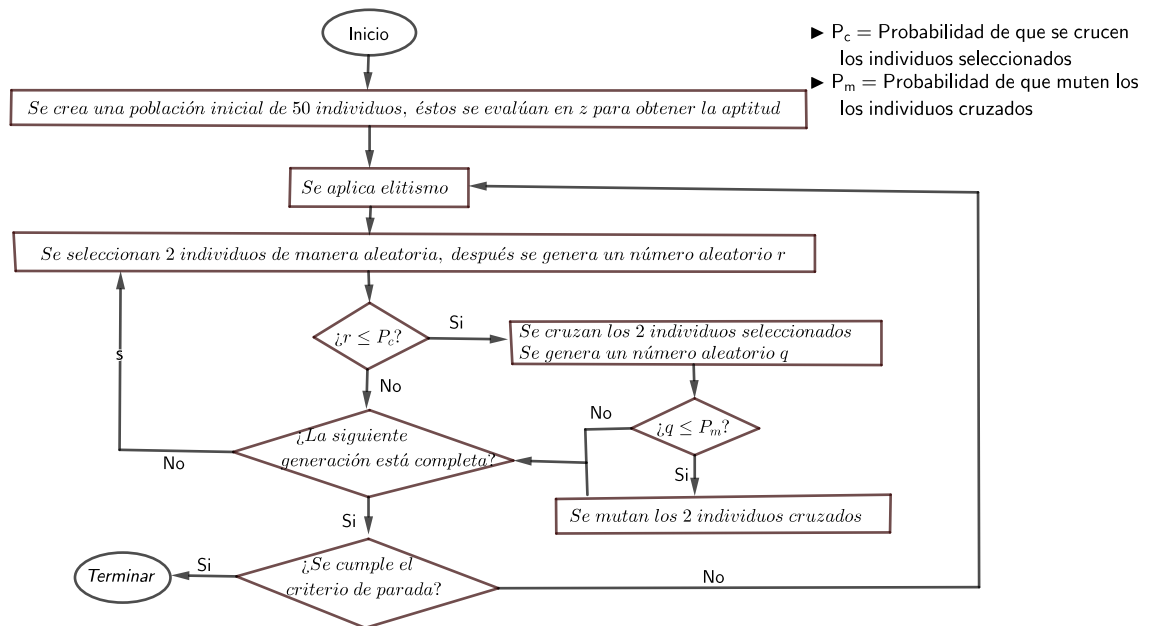 Inicio
► P_c = Probabilidad de que se crucen
los individuos seleccionados
► P_m = Probabilidad de que muten los
los individuos cruzados
Se crea una población inicial de 50 individuos, éstos se evalúan en z para obtener la aptitud
Se aplica elitismo
Se seleccionan 2 individuos de manera aleatoria, después se genera un número aleatorio r
¿r ≤ P_c?
Si
Se cruzan los 2 individuos seleccionados
Se genera un número aleatorio q
s
No
¿q ≤ P_m?
No
¿La siguiente
generación está completa?
No
Si
Se mutan los 2 individuos cruzados
Si
¿Se cumple el
criterio de parada?
Si
Terminar
No